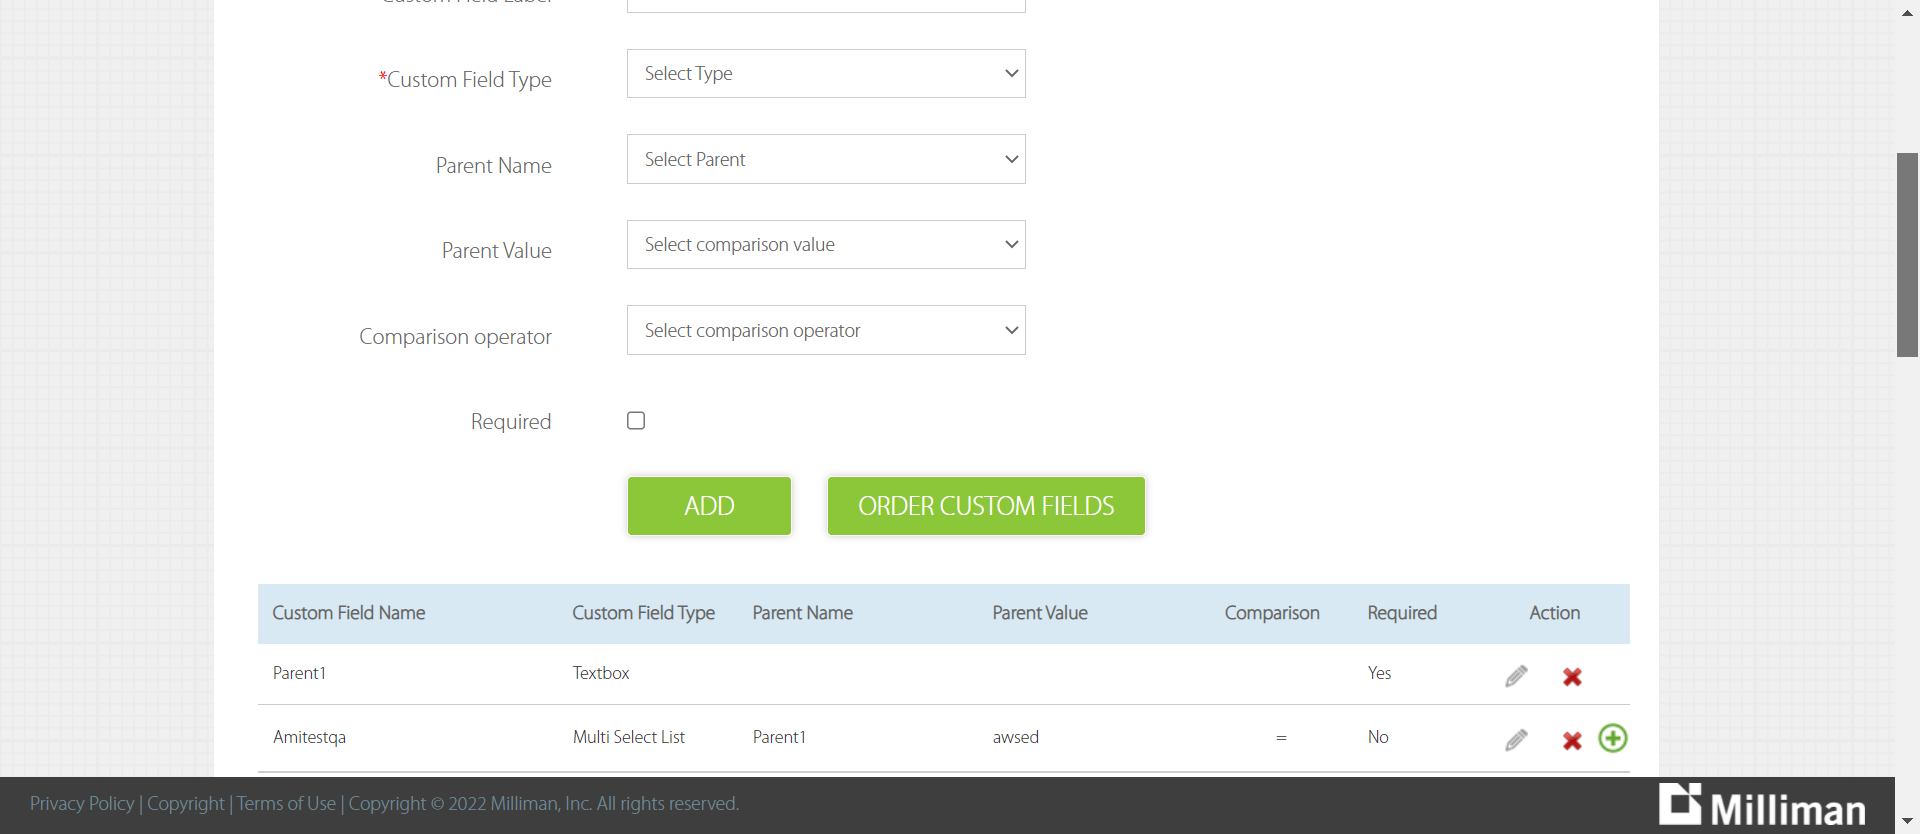 *Custom Field Type
Select Type
Parent Name
Select Parent
Parent Value
Select comparison value
Comparison operator
Select comparison operator
Required
ADD
ORDER CUSTOM FIELDS
Custom Field Name Custom Field Type Parent Name Parent Value Comparison Required Action
Parent1 Textbox Yes
Amitestqa Multi Select List Parent1 awsed = No
Privacy Policy | Copyright | Terms of Use | Copyright © 2022 Milliman, Inc. All rights reserved.
Milliman